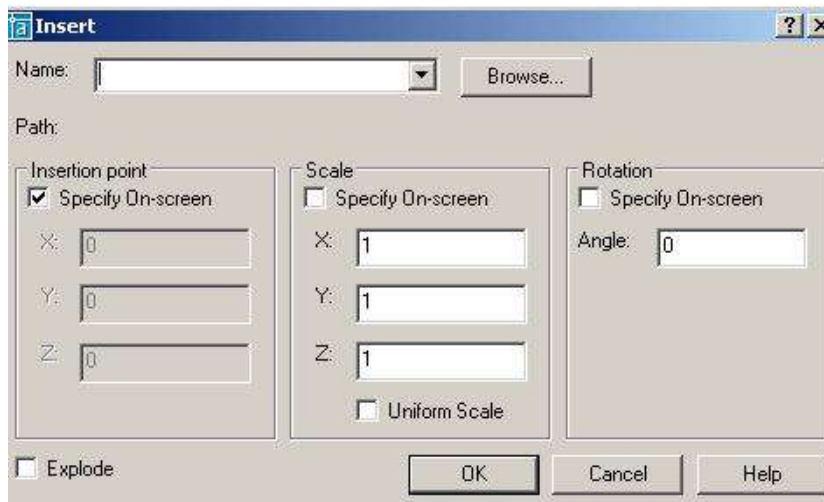 Insert
Name: Browse...
Path:
Insertion point Scale Rotation
Specify On-screen Specify On-screen Specify On-screen
X: 0 X: 1 Angle: 0
Y: 0 Y: 1
Z: 0 Z: 1
Uniform Scale
Explode OK Cancel Help